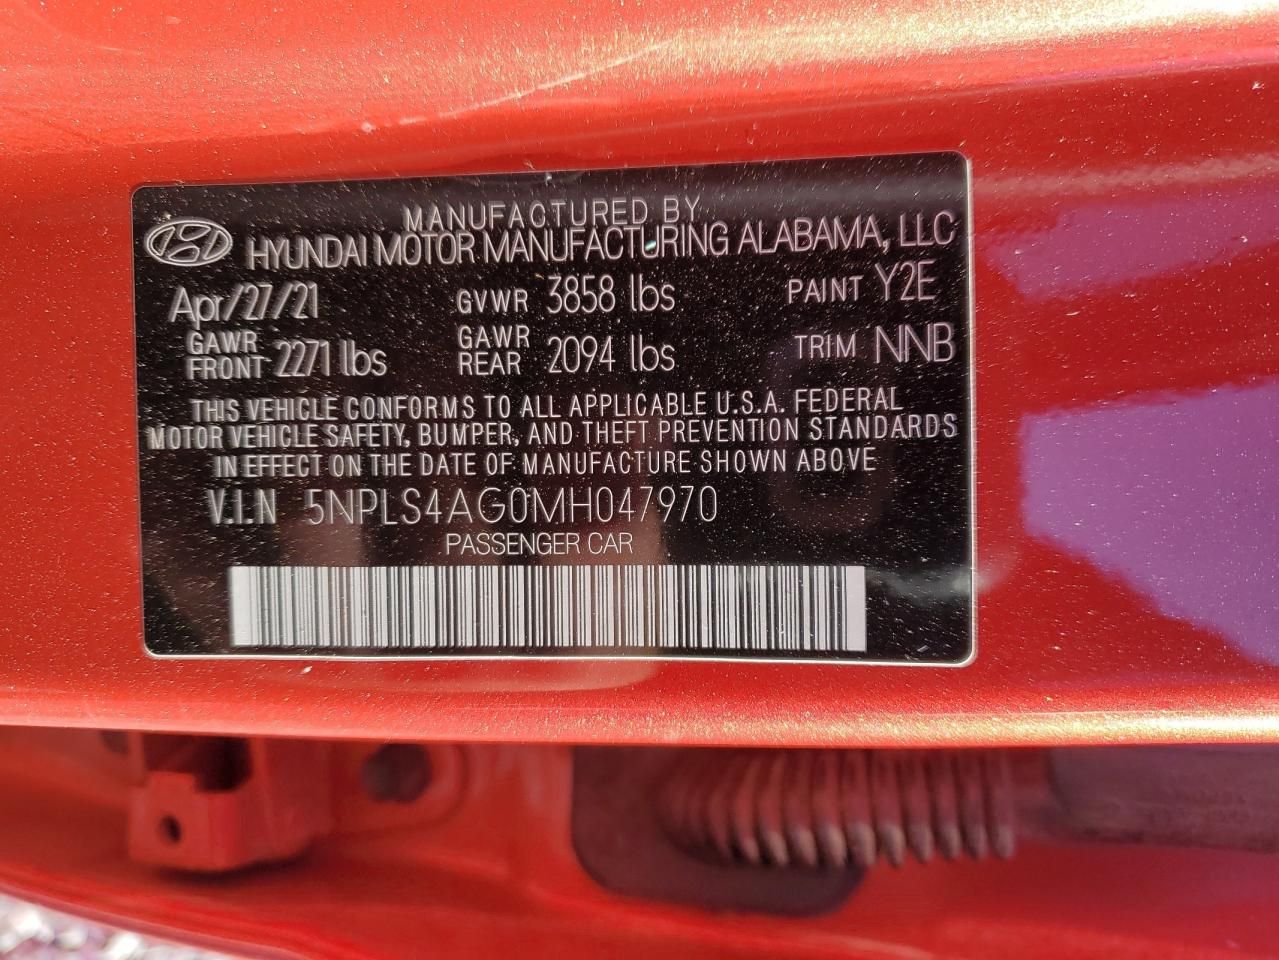 MANUFACTURED BY
HYUNDAI MOTOR MANUFACTURING ALABAMA, LLC
Apr/27/21 GVWR 3858 lbs PAINT Y2E
GAWR FRONT 2271 lbs GAWR REAR 2094 lbs TRIM NNB
THIS VEHICLE CONFORMS TO ALL APPLICABLE U.S.A. FEDERAL
MOTOR VEHICLE SAFETY, BUMPER, AND THEFT PREVENTION STANDARDS
IN EFFECT ON THE DATE OF MANUFACTURE SHOWN ABOVE
V.I.N 5NPLS4AG0MH047970
PASSENGER CAR